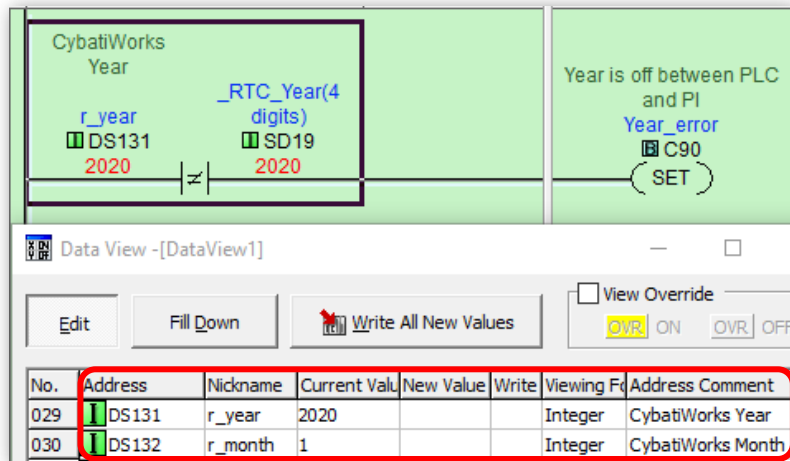 CybatiWorks
Year
r_year
DS131
2020
≠
_RTC_Year(4
digits)
SD19
2020
Year is off between PLC
and PI
Year_error
C90
SET
Data View -[DataView1]
Edit
Fill Down
Write All New Values
View Override
OVR ON OVR OFF
No. Address Nickname Current Valu New Value Write Viewing Fo Address Comment
029 DS131 r_year 2020 Integer CybatiWorks Year
030 DS132 r_month 1 Integer CybatiWorks Month